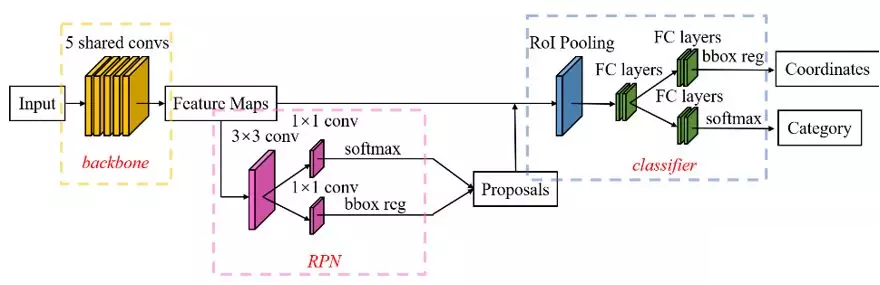 5 shared convs
Input
backbone
Feature Maps
3×3 conv
1×1 conv
softmax
1×1 conv
bbox reg
RPN
Proposals
RoI Pooling
FC layers
FC layers
bbox reg
FC layers
softmax
classifier
Coordinates
Category